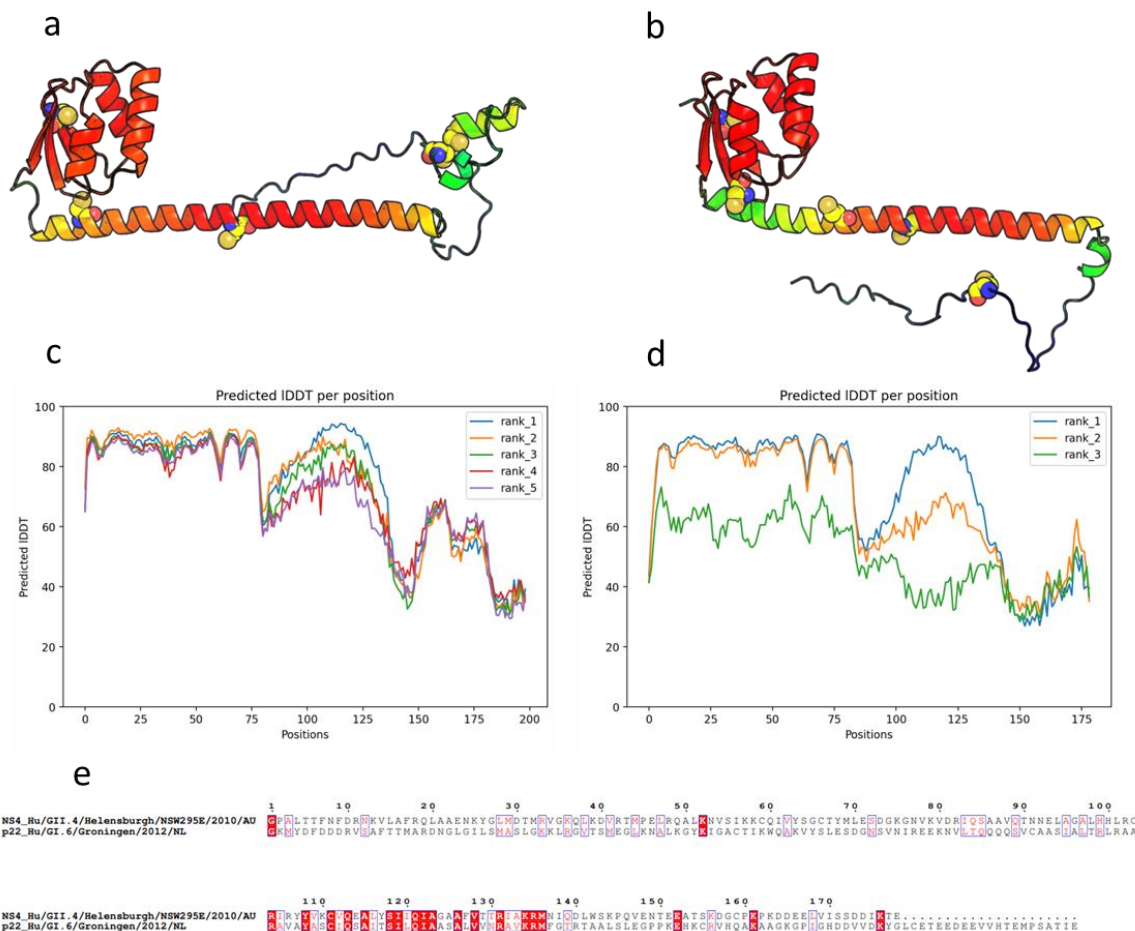 a
b
c
d
Predicted lDDT per position
Predicted lDDT
100
80
60
40
20
0
0 25 50 75 100 125 150 175 200
Positions
rank_1
rank_2
rank_3
rank_4
rank_5
Predicted lDDT per position
Predicted lDDT
100
80
60
40
20
0
0 25 50 75 100 125 150 175
Positions
rank_1
rank_2
rank_3
e
1 10 20 30 40 50 60 70 80 90 100
NS4_Hu/GII.4/Helensburgh/NSW295E/2010/AU GPALTTFNFDRNKVLAFRQLAAENKYGLMDTMRVGKQLKDVRTMPELRQALKNVSIKKCQIVYSGCTYMLESDGKGNVKVDRIQSAAVQTNNELAGALHHLRC
p22_Hu/GI.6/Groningen/2012/NL GKMYDFDDDRVSAFTTMARDNGLGILSMASLGKKLRGVTSMEGLKNALKGYKIGACTIKWQAKVYSLESDGNSVNIREEKNVLTQQQQSVCAASIALTRLRAA
110 120 130 140 150 160 170
NS4_Hu/GII.4/Helensburgh/NSW295E/2010/AU RIRYYVKCVQEALYSILQIAGAAFVTTRIAKRMNIQDLWSKPQVENTEEATSKDGCPKPKDDEELVISSDDIKTE.....................
p22_Hu/GI.6/Groningen/2012/NL RAVAYASCIQSAITSILQIAASALVVNRAVKRMFGTRTAALSLEGPPKEHKCRVHQAKAAGKGPIGHDDVVDKYGLCETEEDEEVVHTEMPSATIE